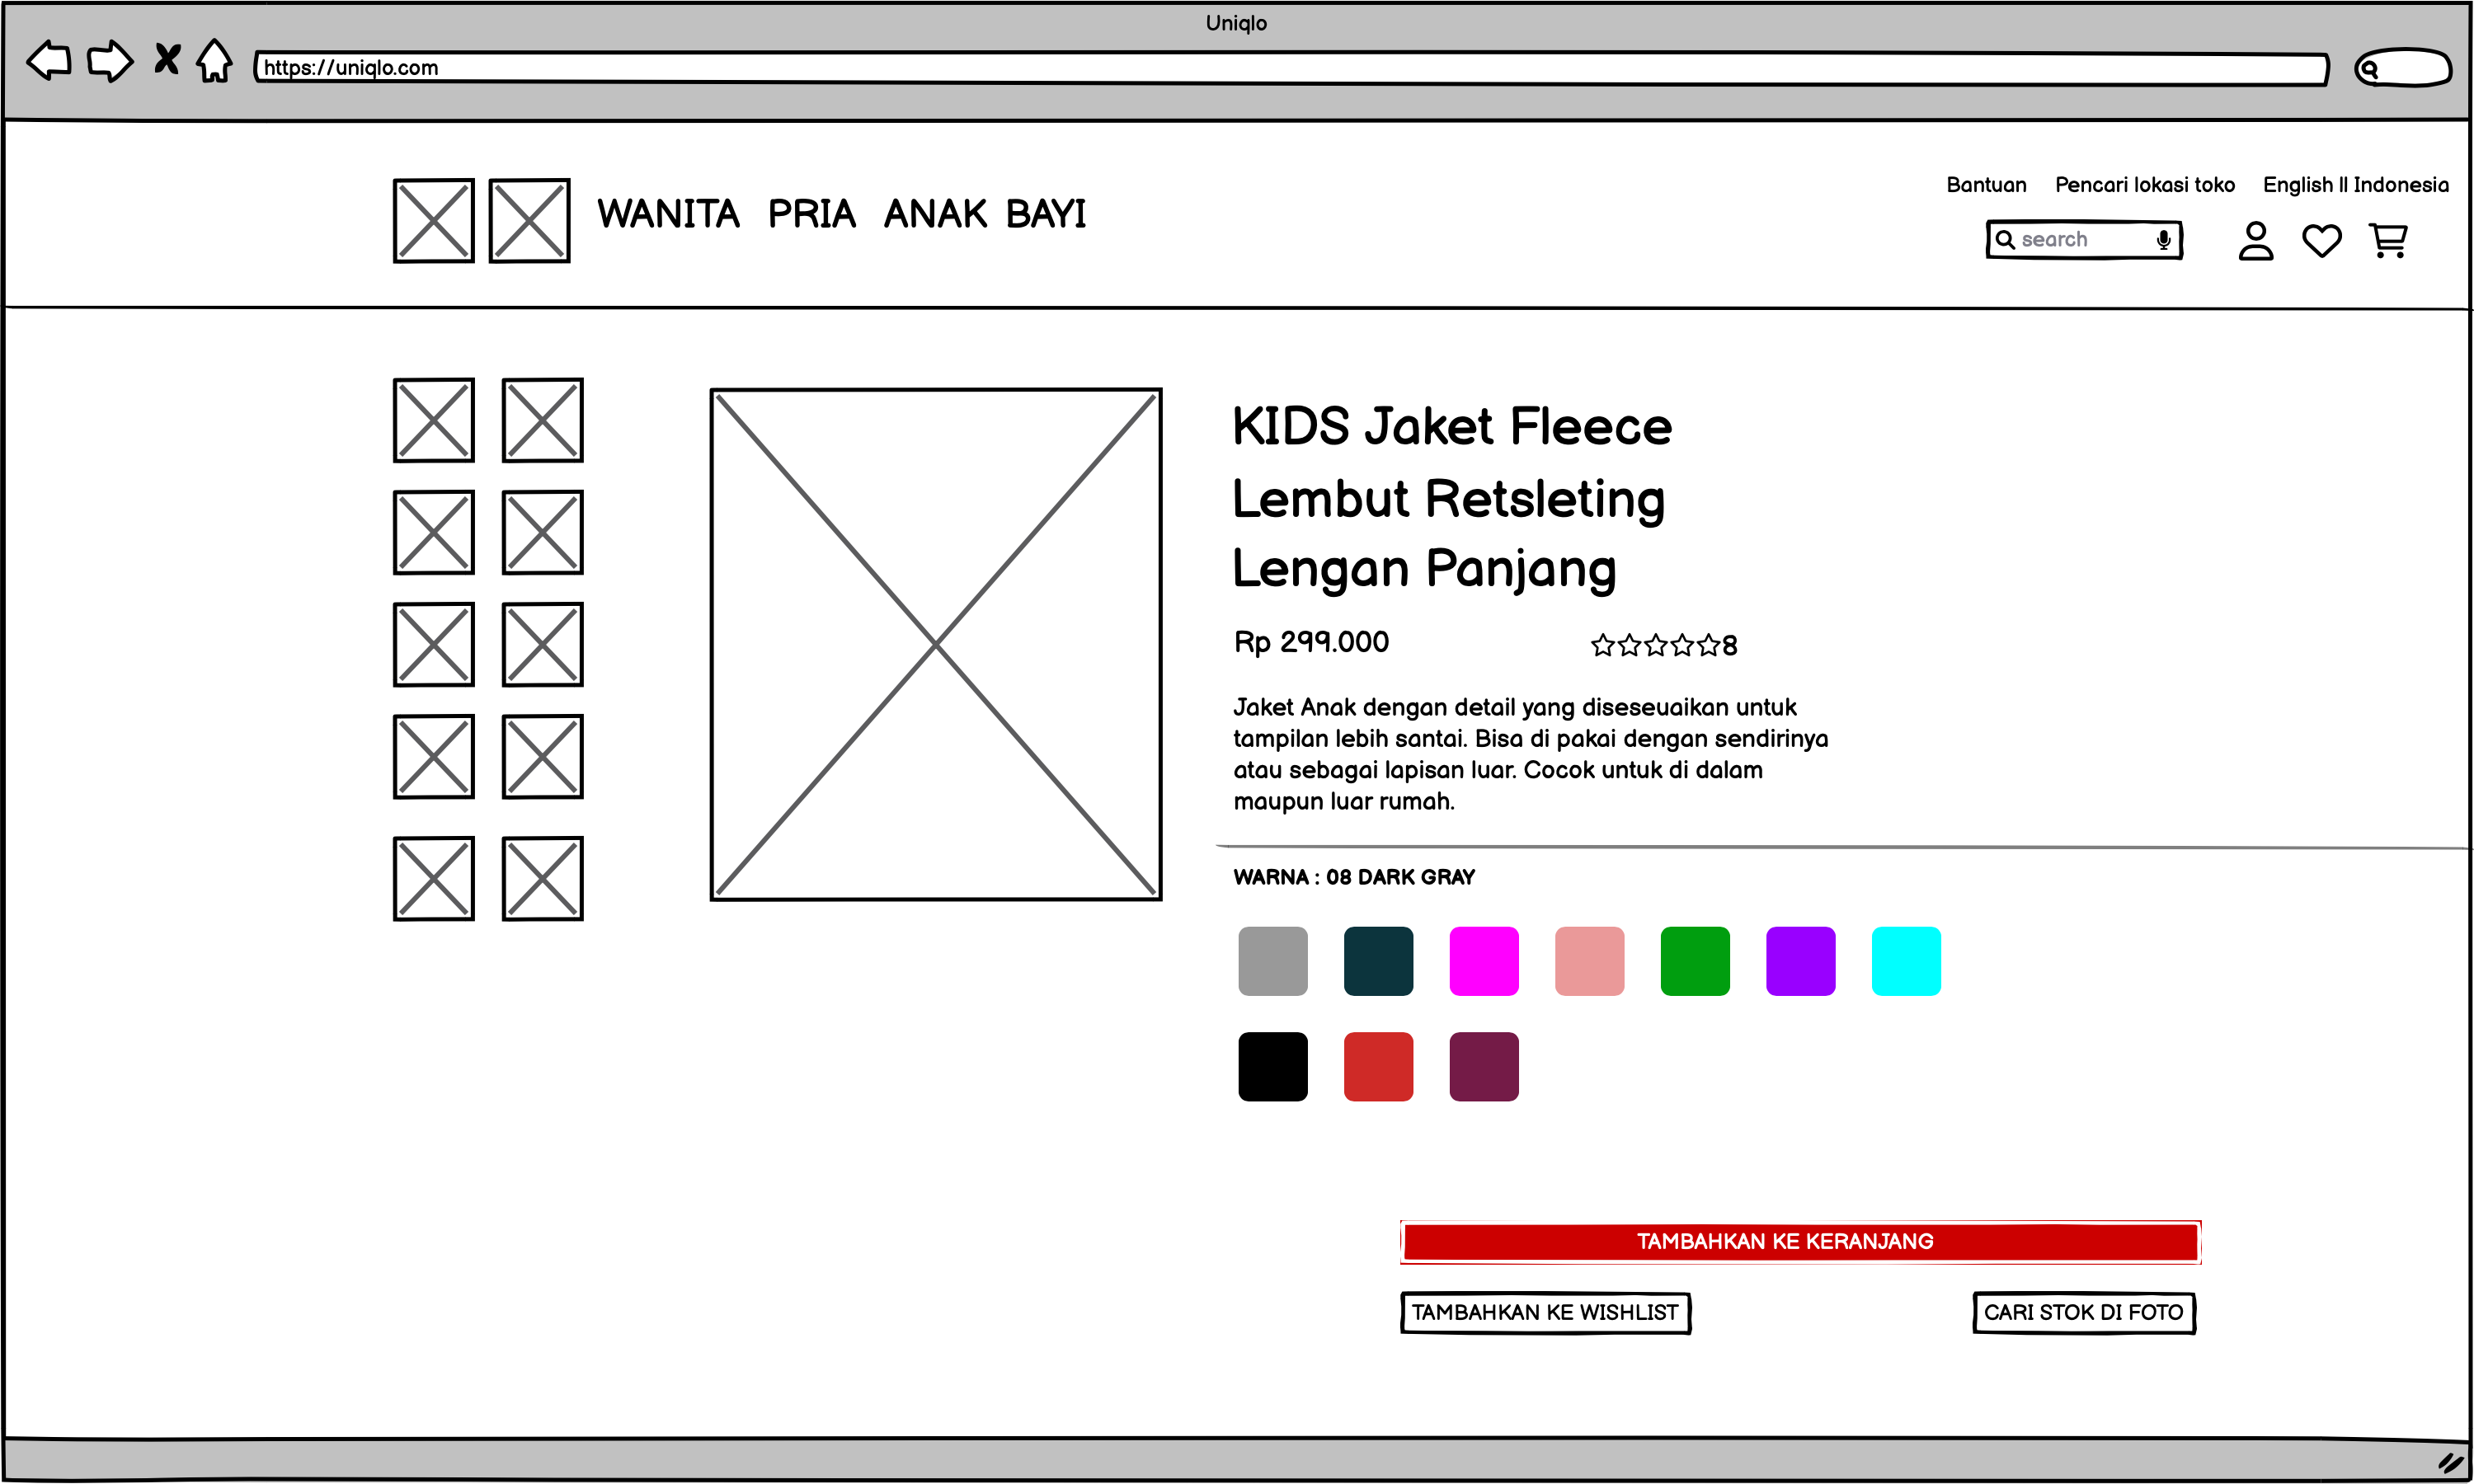 Uniqlo
https://uniqlo.com
Bantuan Pencari lokasi toko English || Indonesia
WANITA PRIA ANAK BAYI
search
KIDS Jaket Fleece
Lembut Retsleting
Lengan Panjang
Rp 299.000
8
Jaket Anak dengan detail yang diseseuaikan untuk
tampilan lebih santai. Bisa di pakai dengan sendirinya
atau sebagai lapisan luar. Cocok untuk di dalam
maupun luar rumah.
WARNA : 08 DARK GRAY
TAMBAHKAN KE KERANJANG
TAMBAHKAN KE WISHLIST
CARI STOK DI FOTO